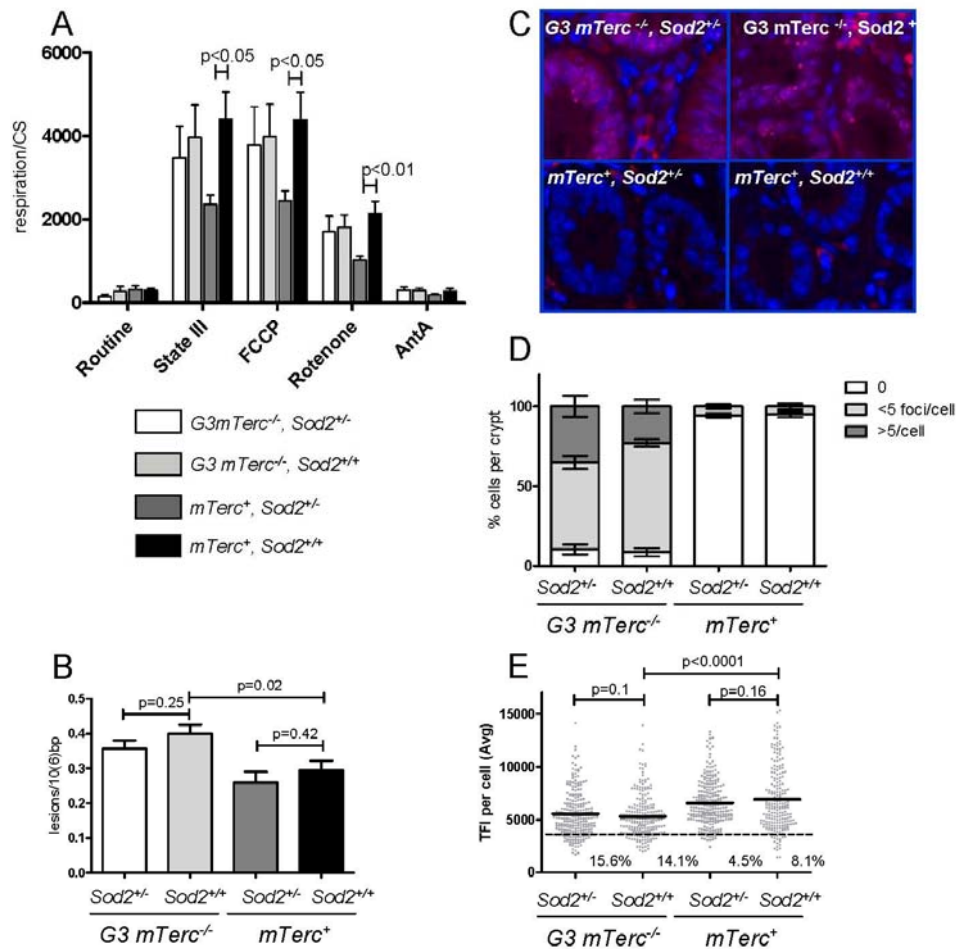 A
6000
4000
2000
0
respiration/CS
p<0.05
p<0.05
p<0.01
Routine
State III
FCCP
Rotenone
AntA
G3mTerc-/-, Sod2+/-
G3 mTerc-/-, Sod2+/+
mTerc+, Sod2+/-
mTerc+, Sod2+/+
B
0.5
0.4
0.3
0.2
0.1
0.0
lesions/10(6)bp
p=0.25
p=0.02
p=0.42
Sod2+/- Sod2+/+ Sod2+/- Sod2+/+
G3 mTerc-/- mTerc+
C
G3 mTerc -/-, Sod2+/-
G3 mTerc -/-, Sod2 +
mTerc+, Sod2+/-
mTerc+, Sod2+/+
D
100
50
0
% cells per crypt
0
<5 foci/cell
>5/cell
Sod2+/- Sod2+/+ Sod2+/- Sod2+/+
G3 mTerc-/- mTerc+
E
p<0.0001
p=0.1
p=0.16
15000
10000
5000
0
TFI per cell (Avg)
15.6% 14.1% 4.5% 8.1%
Sod2+/- Sod2+/+ Sod2+/- Sod2+/+
G3 mTerc-/- mTerc+